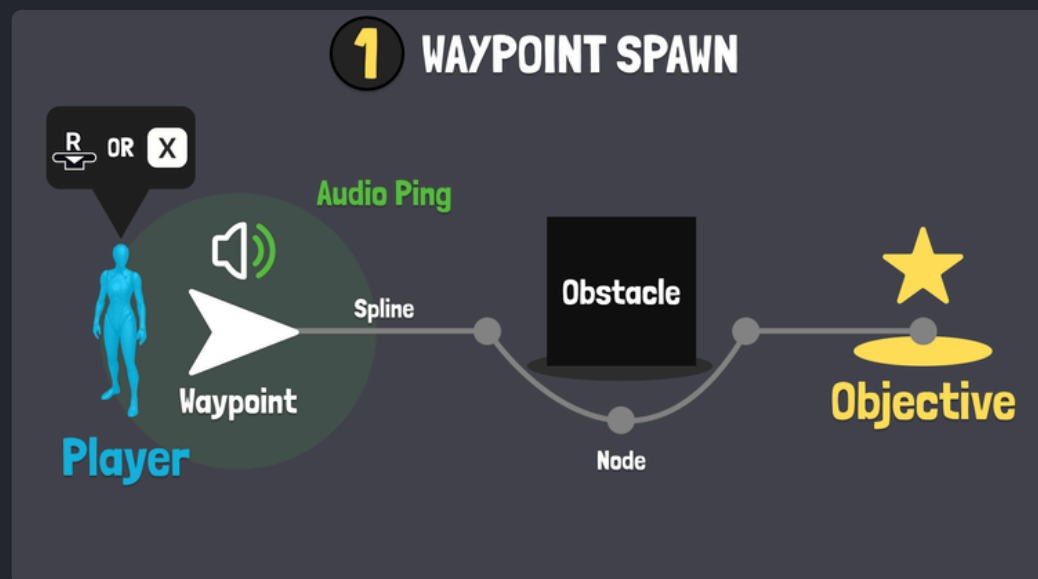 1 WAYPOINT SPAWN
R OR X
Audio Ping
Spline
Obstacle
Waypoint
Objective
Player
Node